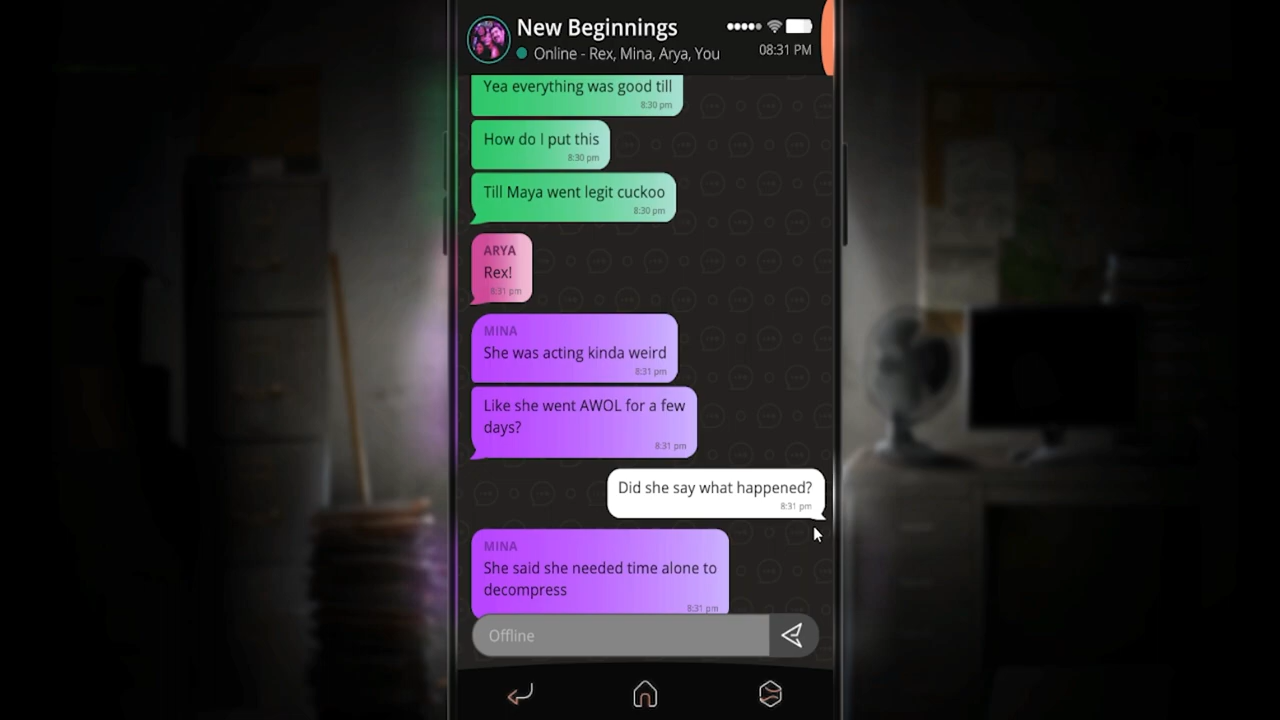 New Beginnings
Online - Rex, Mina, Arya, You
08:31 PM
Yea everything was good till
8:30 pm
How do I put this
8:30 pm
Till Maya went legit cuckoo
8:30 pm
ARYA
Rex!
8:31 pm
MINA
She was acting kinda weird
8:31 pm
Like she went AWOL for a few
days?
8:31 pm
Did she say what happened?
8:31 pm
MINA
She said she needed time alone to
decompress
8:31 pm
Offline